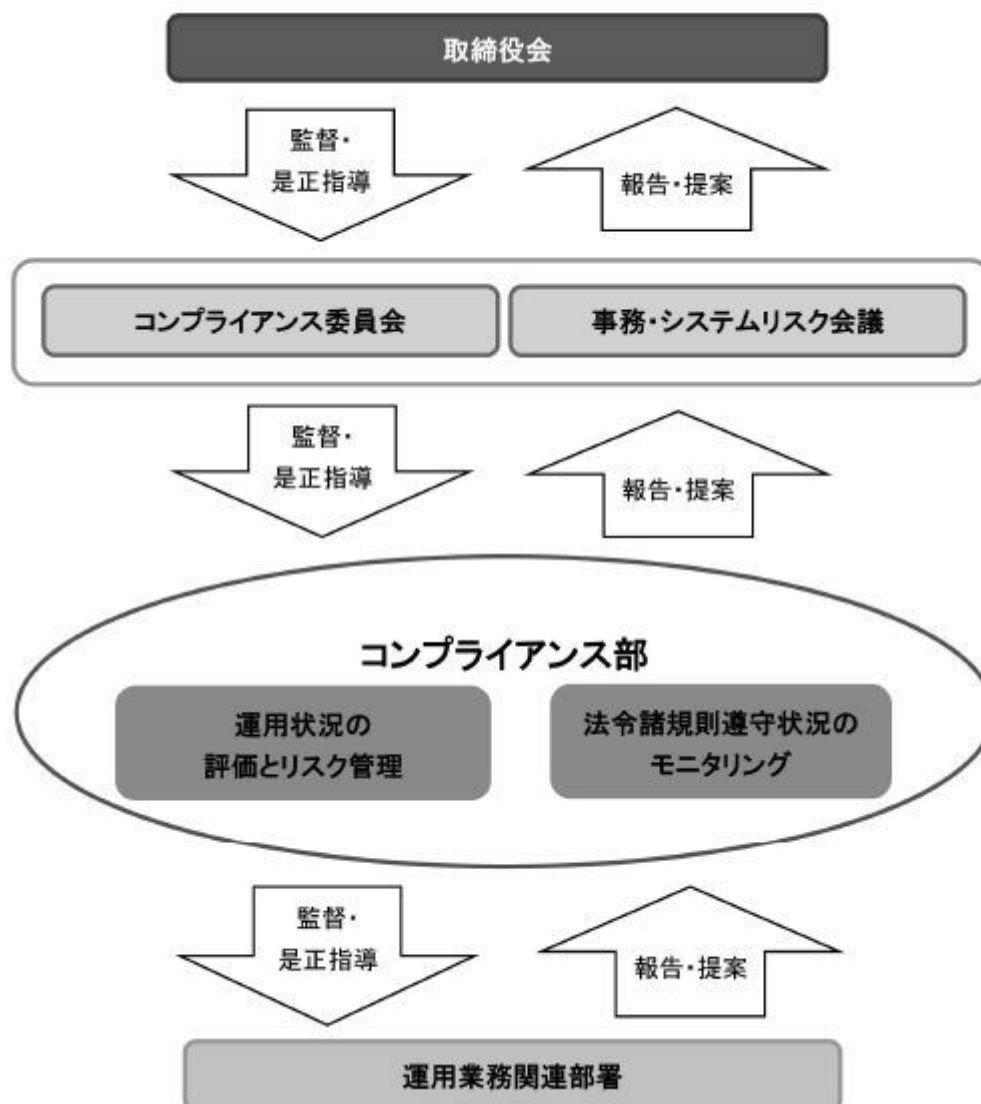 取締役会
監督・
是正指導
報告・提案
コンプライアンス委員会
事務・システムリスク会議
監督・
是正指導
報告・提案
コンプライアンス部
運用状況の
評価とリスク管理
法令諸規則遵守状況の
モニタリング
監督・
是正指導
報告・提案
運用業務関連部署